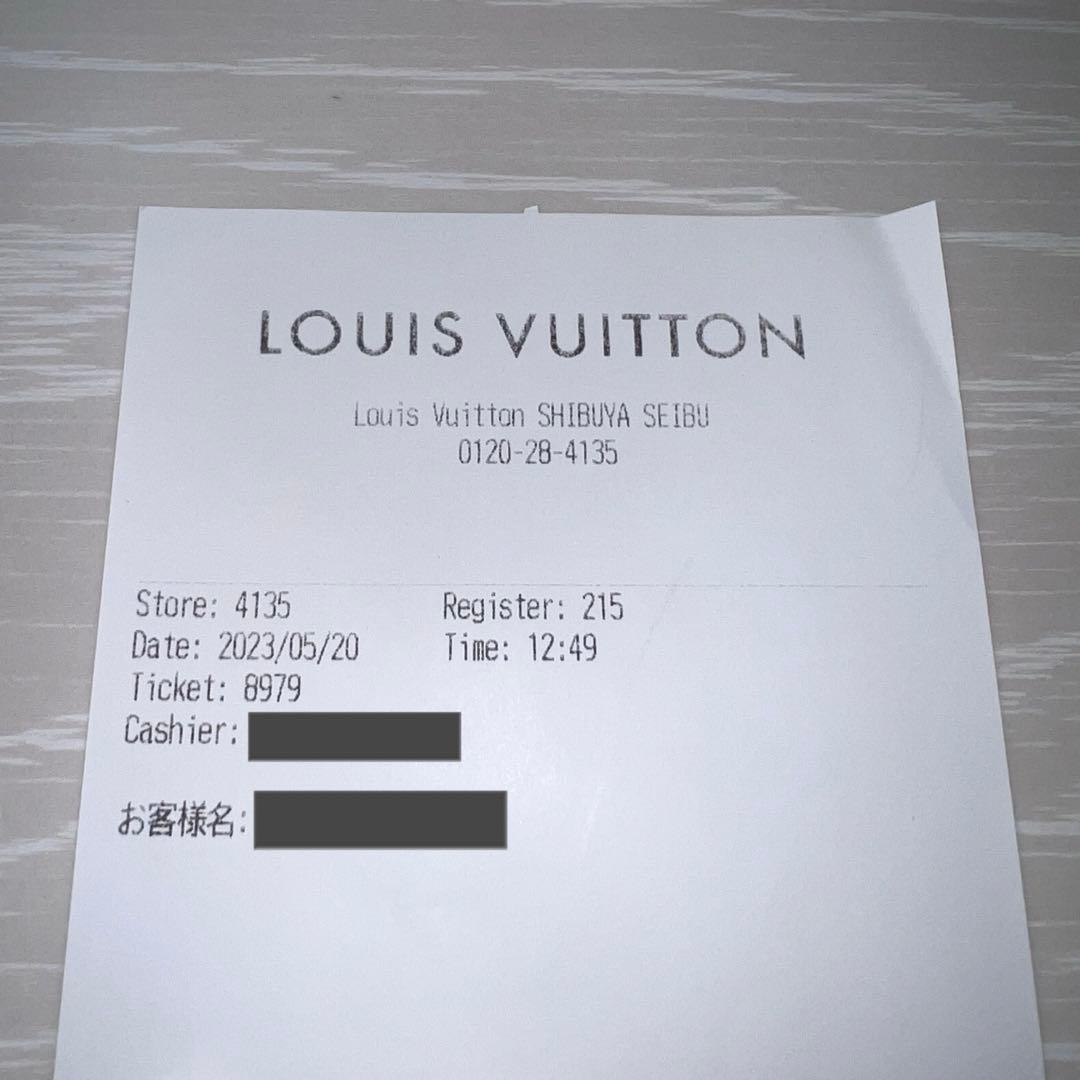 LOUIS VUITTON
Louis Vuitton SHIBUYA SEIBU
0120-28-4135
Store: 4135 Register: 215
Date: 2023/05/20 Time: 12:49
Ticket: 8979
Cashier:
お客様名: